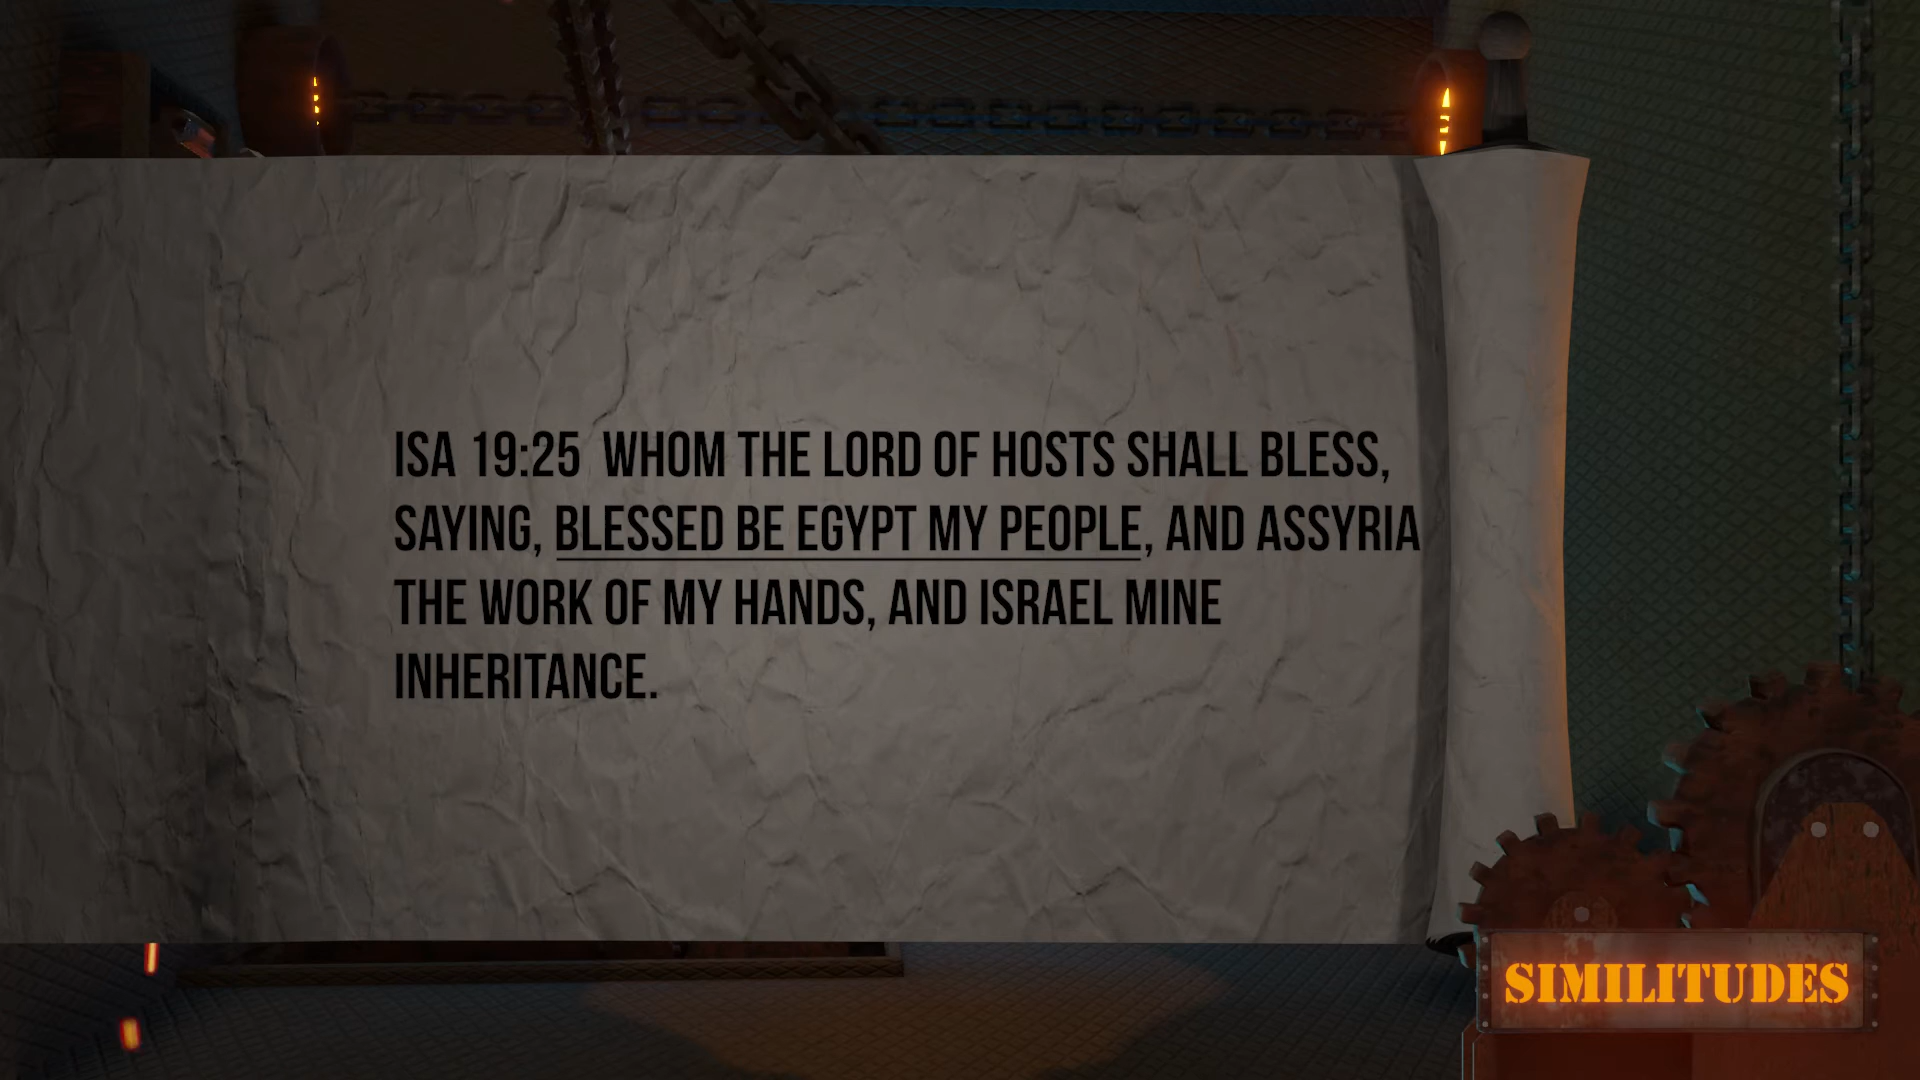 ISA 19:25 WHOM THE LORD OF HOSTS SHALL BLESS,
SAYING, BLESSED BE EGYPT MY PEOPLE, AND ASSYRIA
THE WORK OF MY HANDS, AND ISRAEL MINE
INHERITANCE.
SIMILITUDES